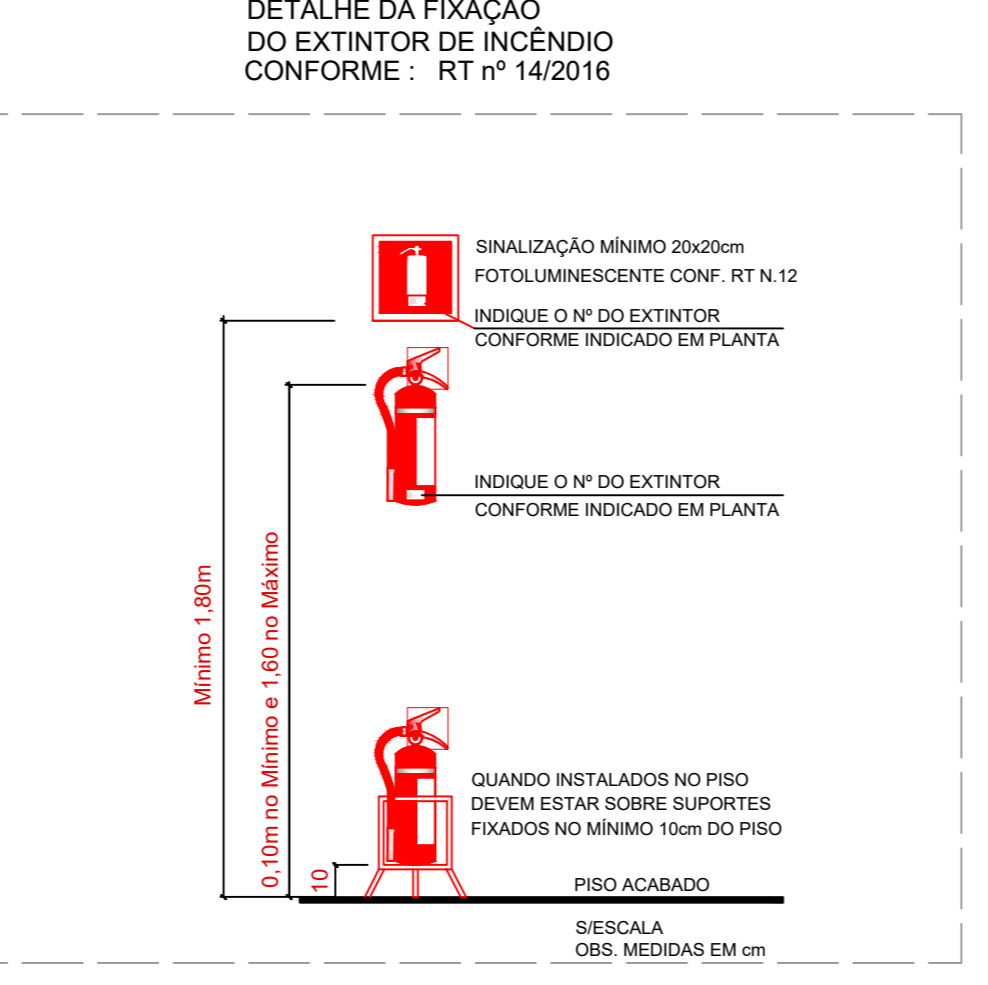 DETALHE DA FIXAÇÃO
DO EXTINTOR DE INCÊNDIO
CONFORME : RT nº 14/2016
SINALIZAÇÃO MÍNIMO 20x20cm
FOTOLUMINESCENTE CONF. RT N.12
INDIQUE O Nº DO EXTINTOR
CONFORME INDICADO EM PLANTA
INDIQUE O Nº DO EXTINTOR
CONFORME INDICADO EM PLANTA
Mínimo 1,80m
0,10m no Mínimo e 1,60 no Máximo
QUANDO INSTALADOS NO PISO
DEVEM ESTAR SOBRE SUPORTES
FIXADOS NO MÍNIMO 10cm DO PISO
10
PISO ACABADO
S/ESCALA
OBS. MEDIDAS EM cm